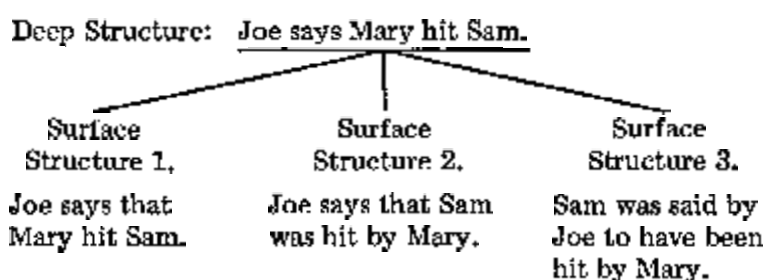 Deep Structure: Joe says Mary hit Sam.
Surface
Structure 1.
Joe says that
Mary hit Sam.
Surface
Structure 2.
Joe says that Sam
was hit by Mary.
Surface
Structure 3.
Sam was said by
Joe to have been
hit by Mary.